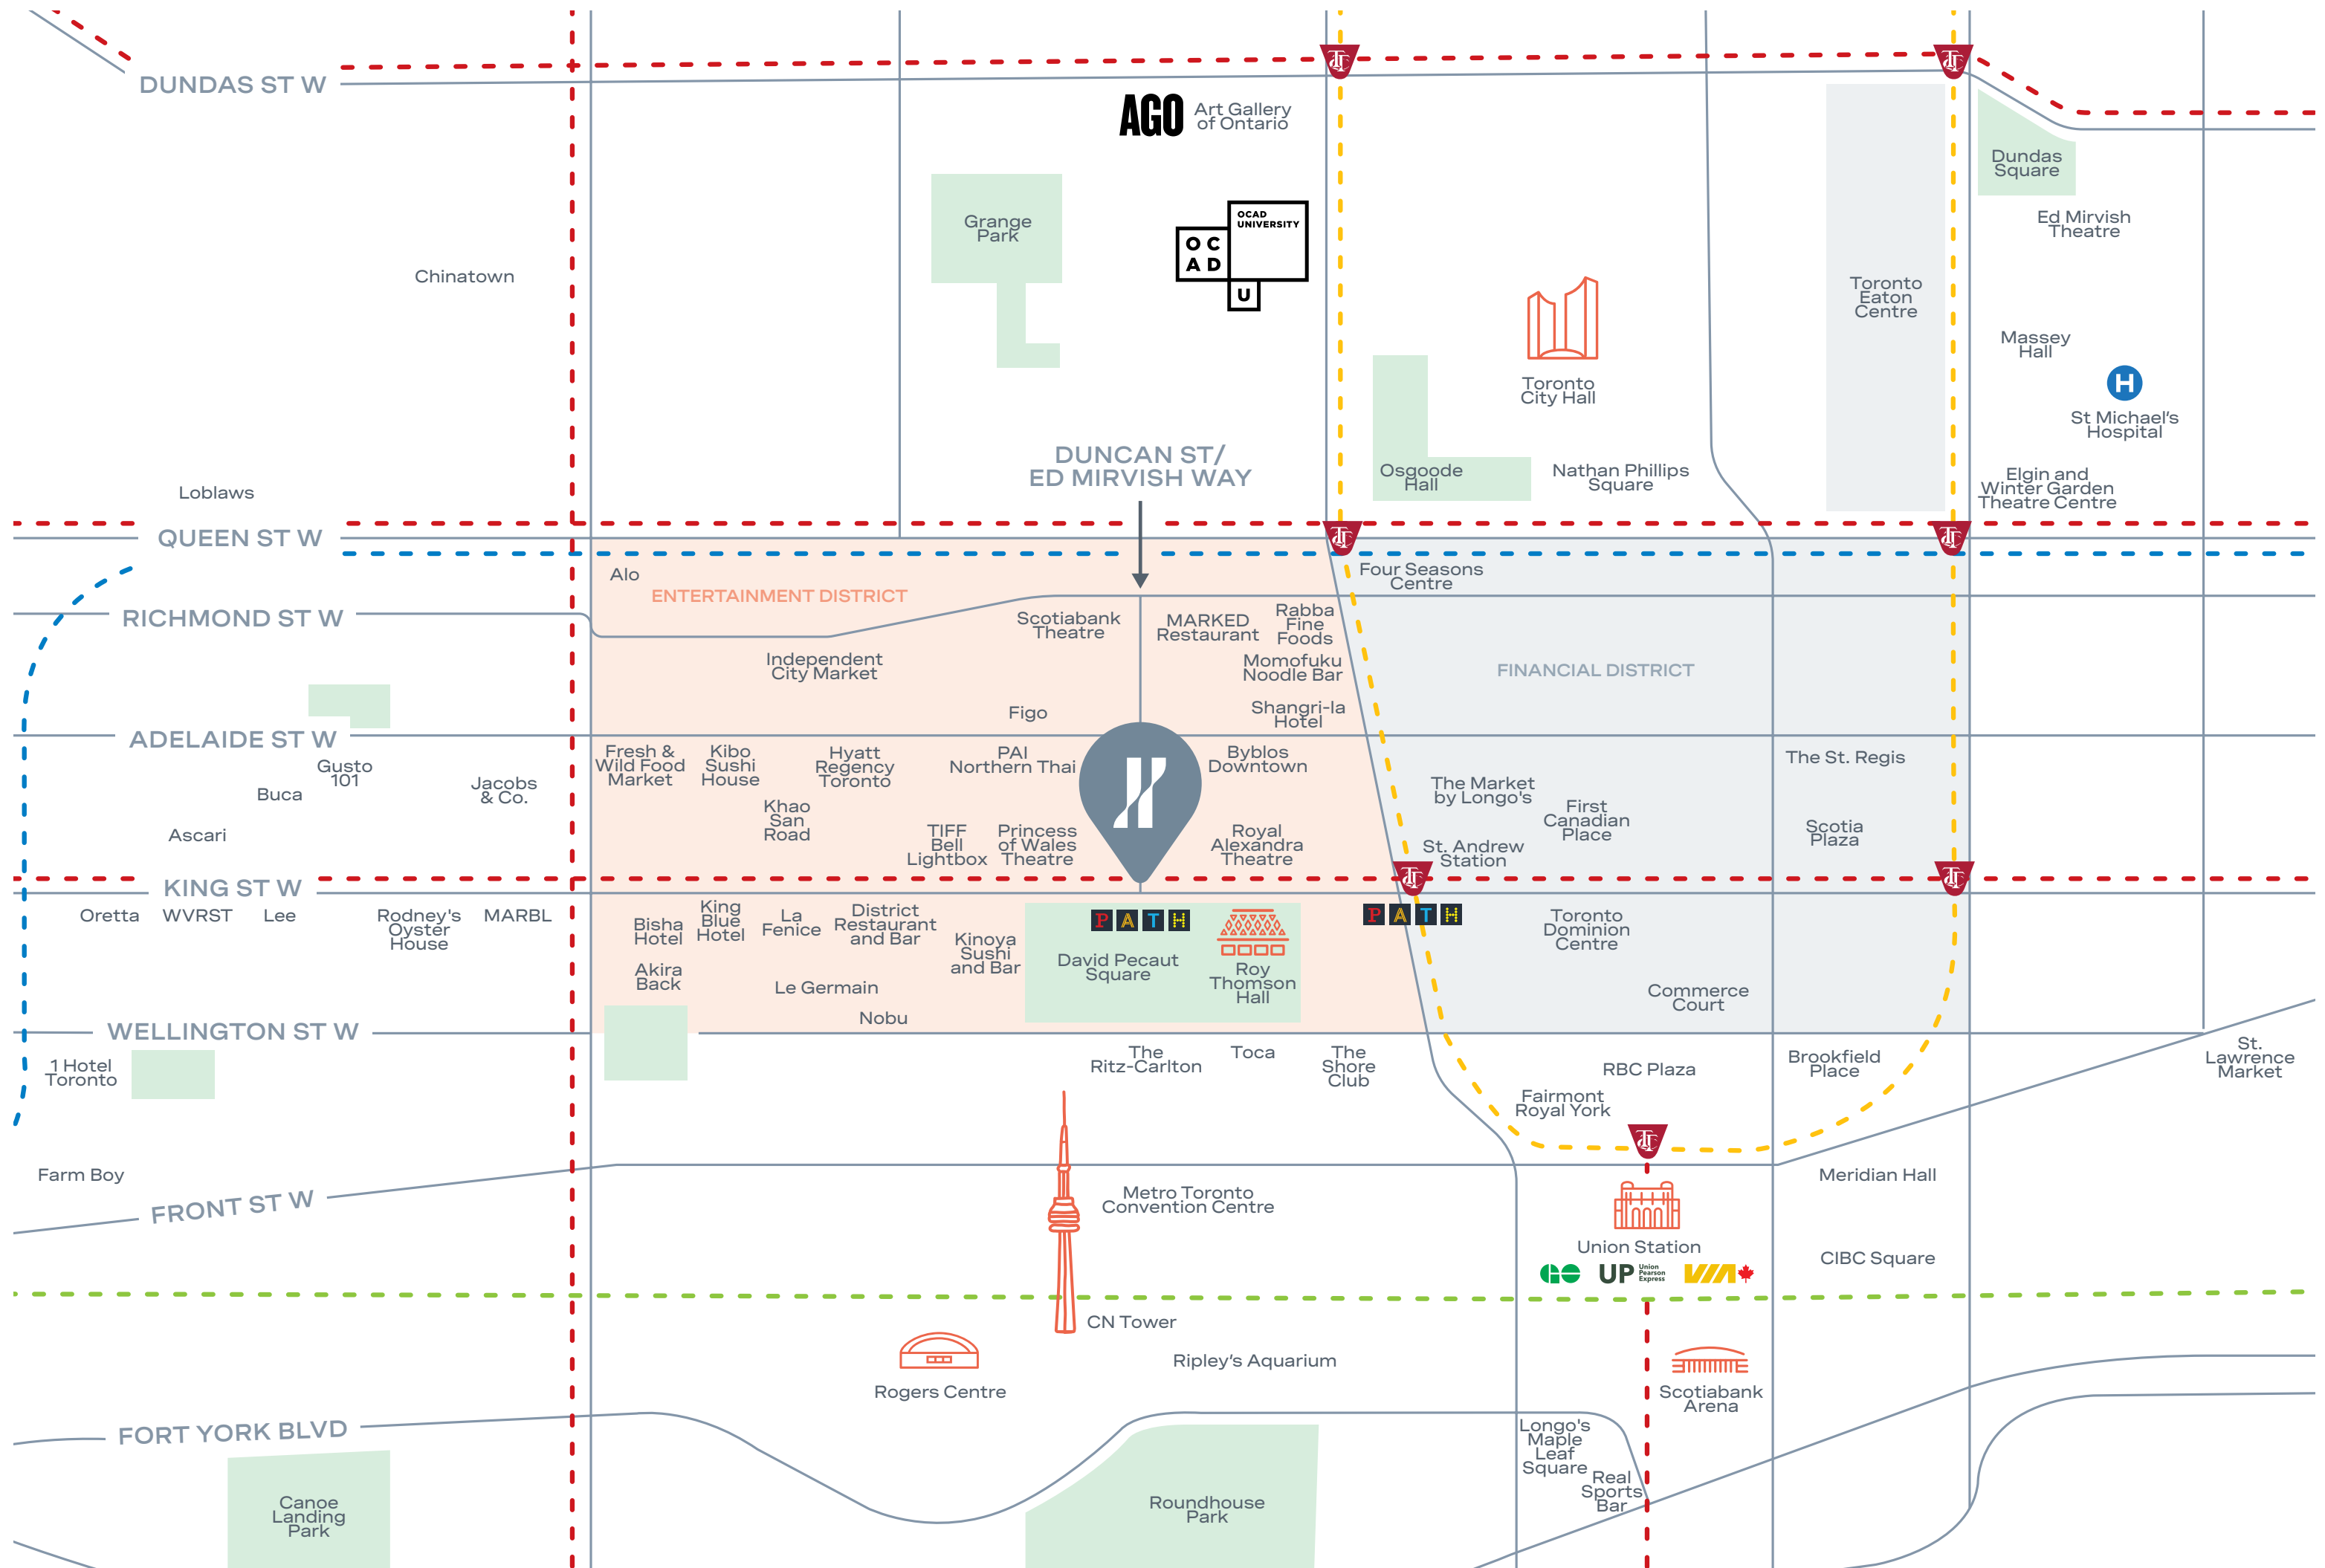 DUNDAS ST W
AGO
Art Gallery
of Ontario
Dundas
Square
Grange
Park
OCAD
UNIVERSITY
O C
A D
U
Ed Mirvish
Theatre
Chinatown
Toronto
Eaton
Centre
Toronto
City Hall
Massey
Hall
H
St Michael's
Hospital
DUNCAN ST/
ED MIRVISH WAY
Osgoode
Hall
Nathan Phillips
Square
Elgin and
Winter Garden
Theatre Centre
Loblaws
QUEEN ST W
Alo
ENTERTAINMENT DISTRICT
Four Seasons
Centre
RICHMOND ST W
Scotiabank
Theatre
MARKED
Restaurant
Rabba
Fine
Foods
Independent
City Market
Momofuku
Noodle Bar
FINANCIAL DISTRICT
Figo
Shangri-la
Hotel
ADELAIDE ST W
Gusto
101
Buca
Jacobs
& Co.
Ascari
Fresh &
Wild Food
Market
Kibo
Sushi
House
Hyatt
Regency
Toronto
PAI
Northern Thai
Byblos
Downtown
The St. Regis
The Market
by Longo's
Khao
San
Road
First
Canadian
Place
TIFF
Bell
Lightbox
Princess
of Wales
Theatre
Royal
Alexandra
Theatre
St. Andrew
Station
Scotia
Plaza
KING ST W
Oretta
WVRST
Lee
Rodney's
Oyster
House
MARBL
Bisha
Hotel
King
Blue
Hotel
La
Fenice
District
Restaurant
and Bar
Kinoya
Sushi
and Bar
PATH
David Pecaut
Square
Roy
Thomson
Hall
PATH
Toronto
Dominion
Centre
Akira
Back
Le Germain
Nobu
Commerce
Court
WELLINGTON ST W
1 Hotel
Toronto
The
Ritz-Carlton
Toca
The
Shore
Club
RBC Plaza
Brookfield
Place
St.
Lawrence
Market
Fairmont
Royal York
Farm Boy
FRONT ST W
Metro Toronto
Convention Centre
Meridian Hall
Union Station
GO
UP
Union
Pearson
Express
VIA
CIBC Square
CN Tower
Rogers Centre
Ripley's Aquarium
Scotiabank
Arena
FORT YORK BLVD
Longo's
Maple
Leaf
Square
Real
Sports
Bar
Canoe
Landing
Park
Roundhouse
Park